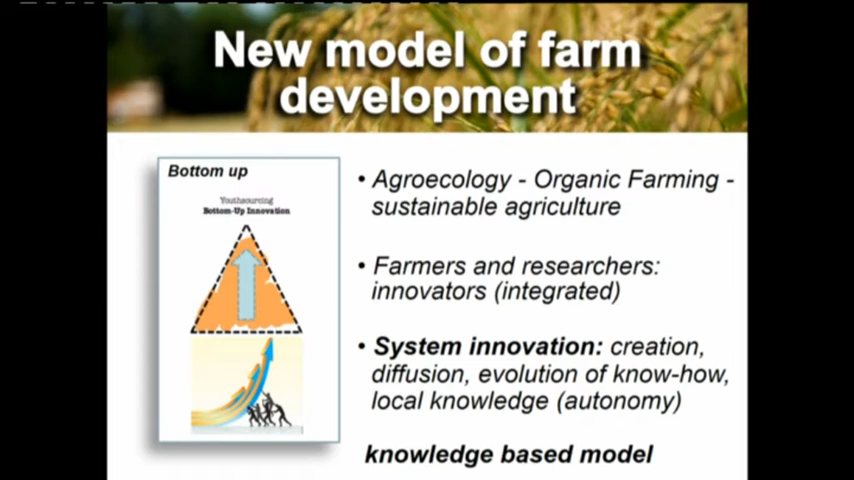 New model of farm
development
Bottom up
Youthsourcing
Bottom-Up Innovation
• Agroecology - Organic Farming -
sustainable agriculture
• Farmers and researchers:
innovators (integrated)
• System innovation: creation,
diffusion, evolution of know-how,
local knowledge (autonomy)
knowledge based model